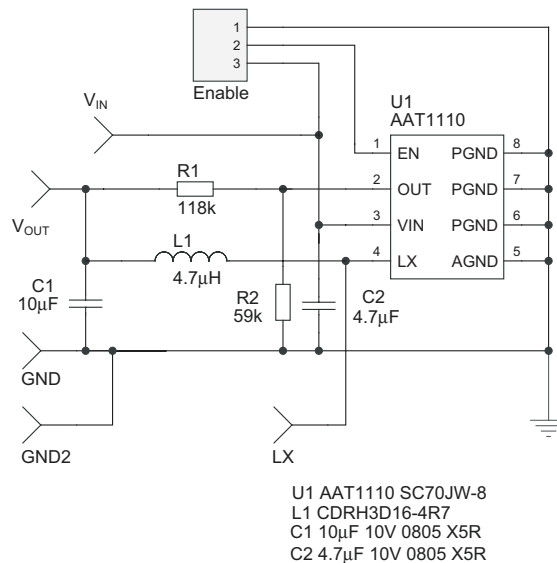 1
2
3
Enable
V_IN
U1
AAT1110
1
EN
PGND
8
R1
118k
2
OUT
PGND
7
V_OUT
3
VIN
PGND
6
L1
4.7μH
4
LX
AGND
5
C1
10μF
R2
59k
C2
4.7μF
GND
GND2
LX
U1 AAT1110 SC70JW-8
L1 CDRH3D16-4R7
C1 10μF 10V 0805 X5R
C2 4.7μF 10V 0805 X5R